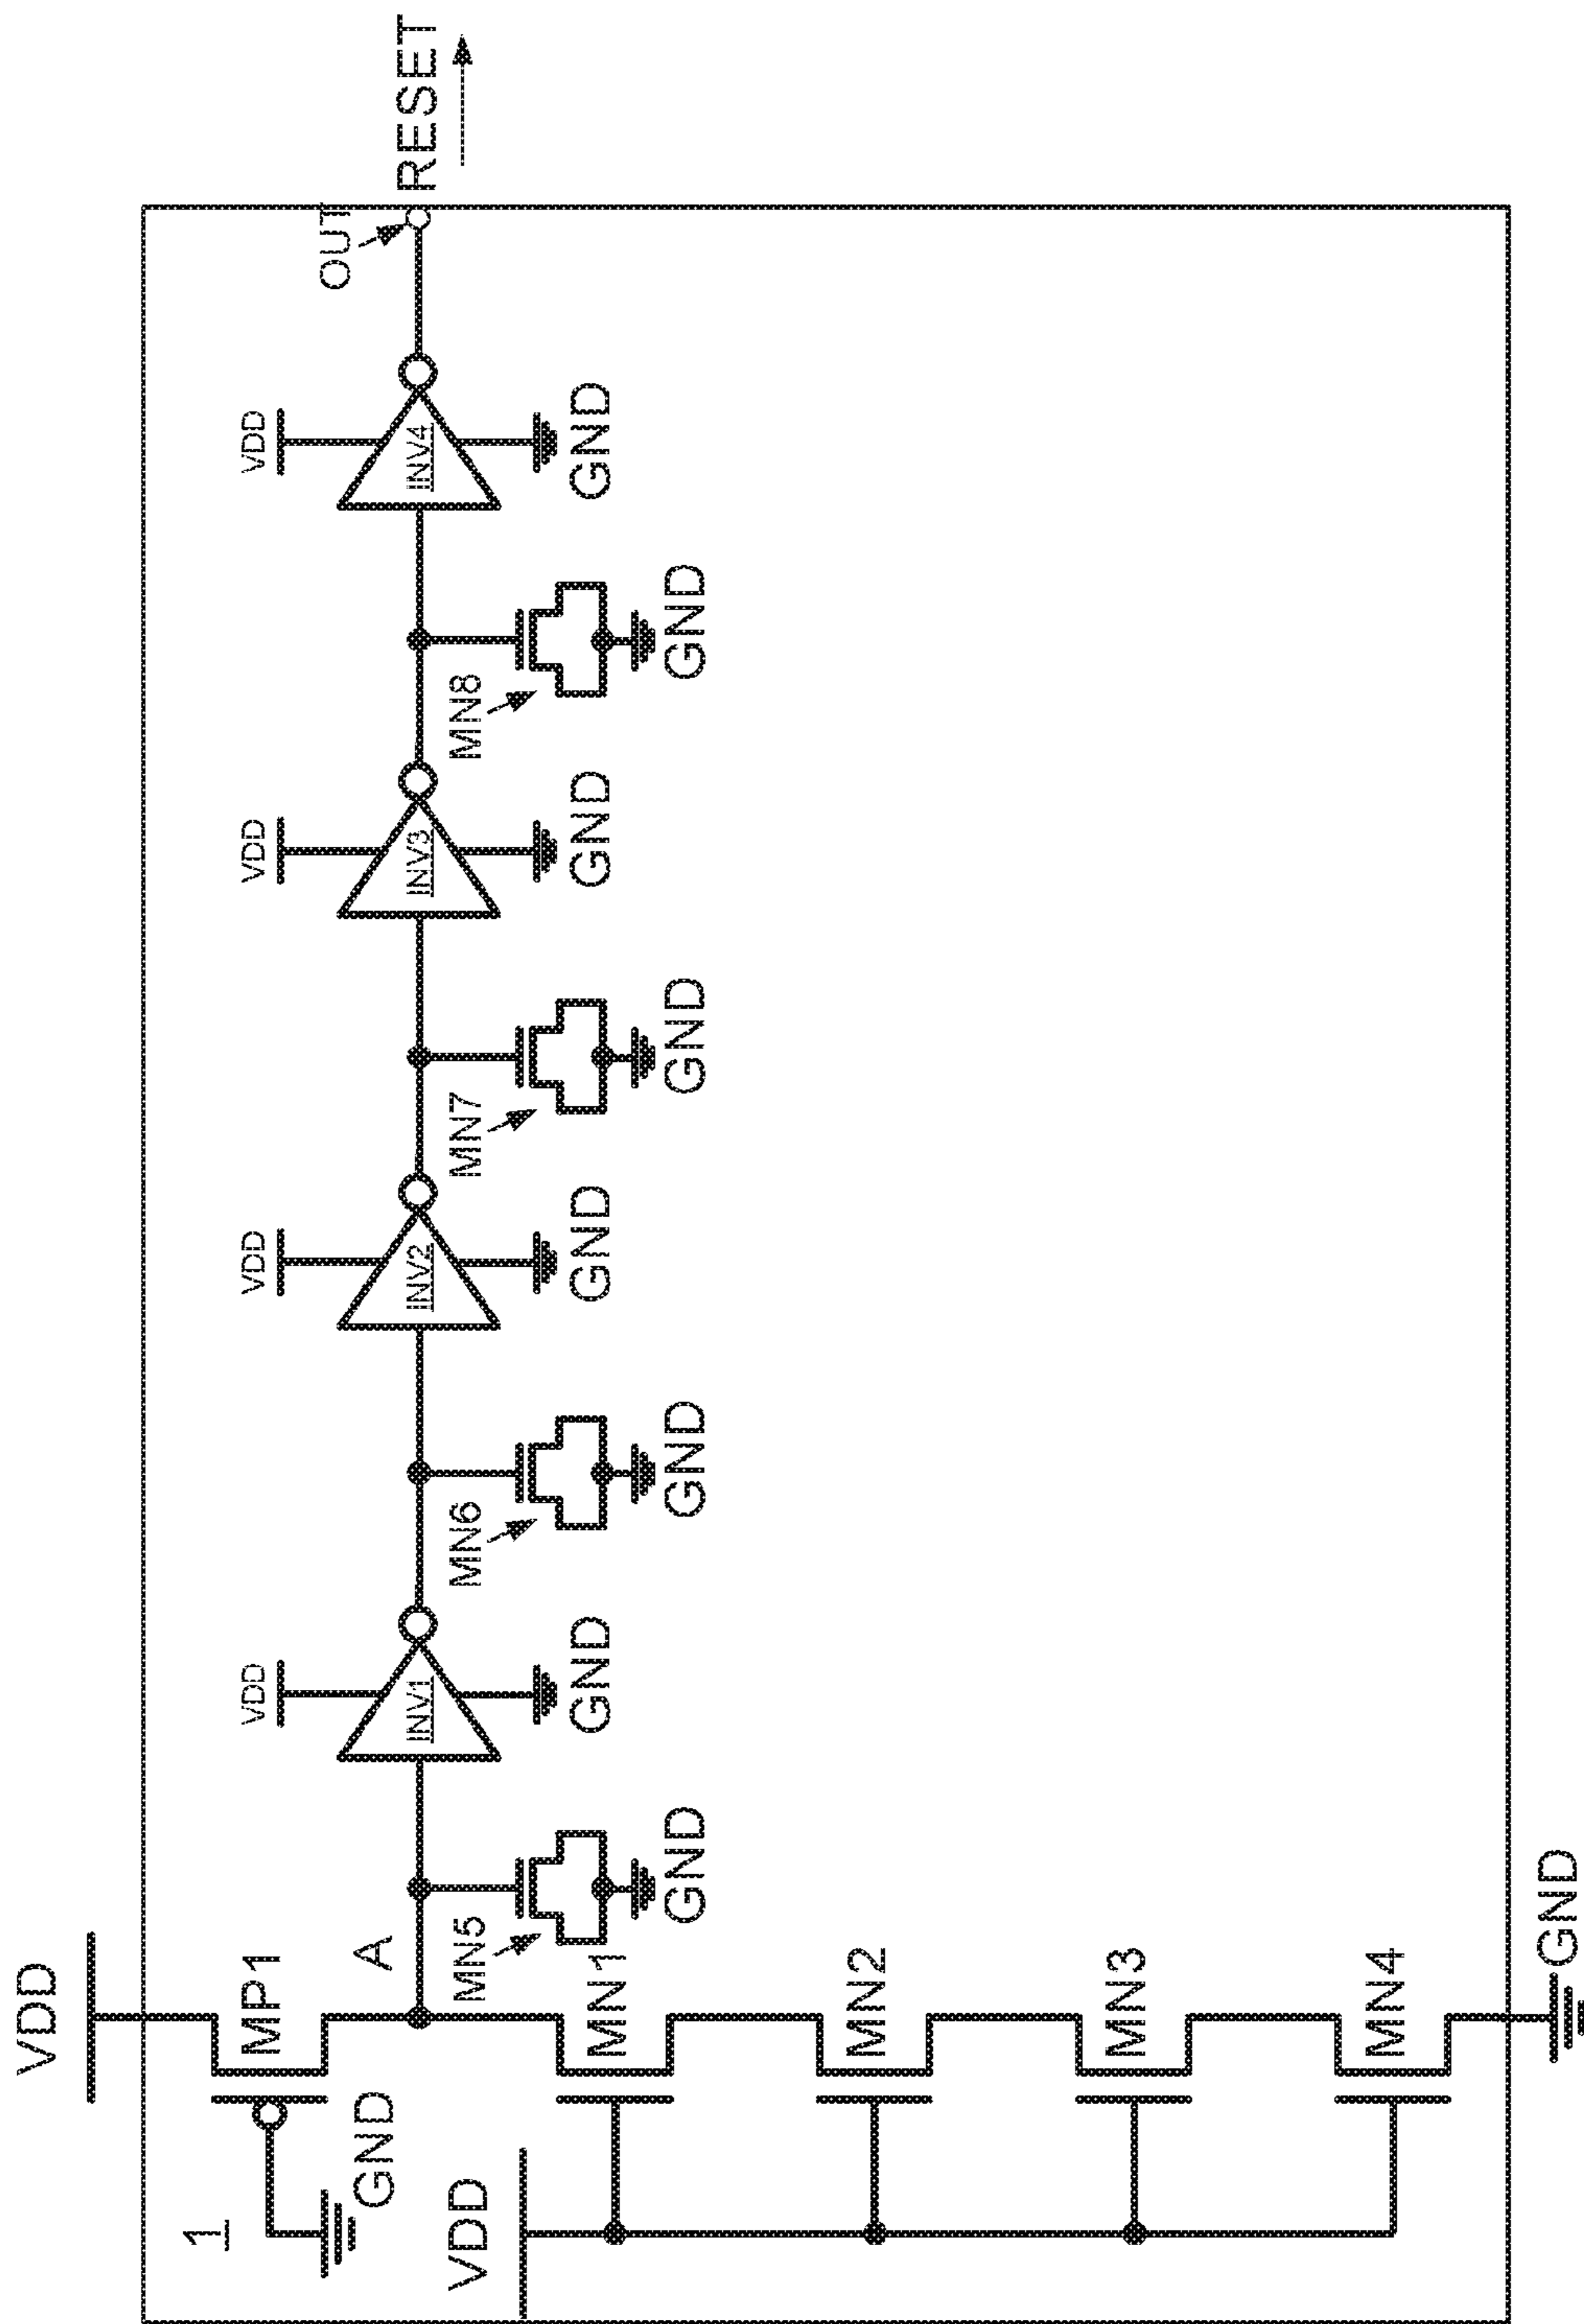 1
VDD
MP1
GND
A
VDD
MN1
MN2
MN3
MN4
GND
MN5
GND
VDD
INV1
GND
MN6
GND
VDD
INV2
GND
MN7
GND
VDD
INV3
GND
MN8
GND
VDD
INV4
GND
OUT
RESET